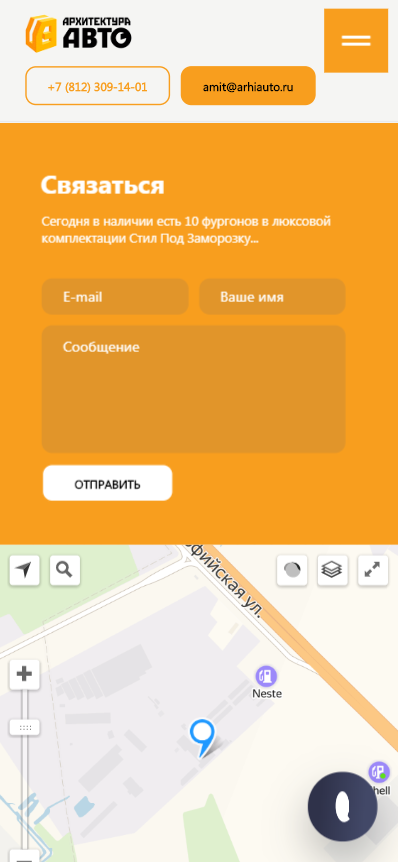 АРХИТЕКТУРА
АВТО
+7 (812) 309-14-01
amit@arhiauto.ru
Связаться
Сегодня в наличии есть 10 фургонов в люксовой
комплектации Стил Под Заморозку...
E-mail
Ваше имя
Сообщение
ОТПРАВИТЬ
фийская ул.
Neste
hell